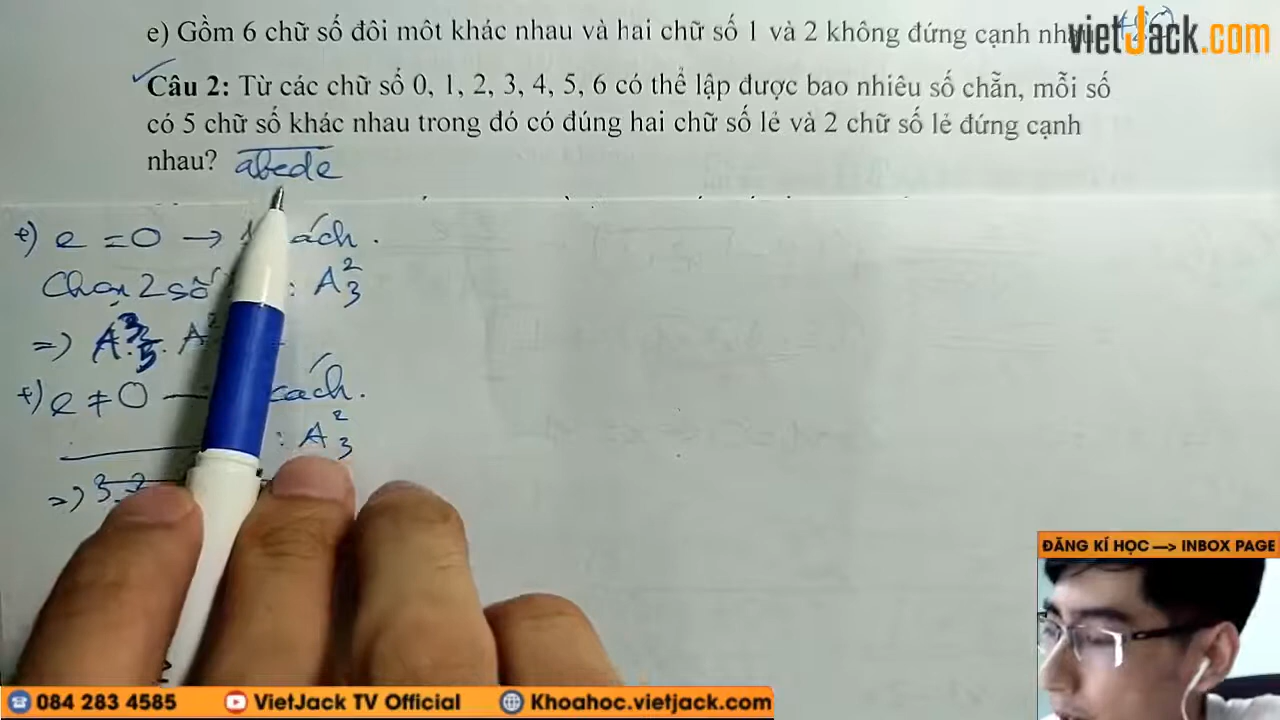 e) Gồm 6 chữ số đôi môt khác nhau và hai chữ số 1 và 2 không đứng cạnh
vietJack.com
Câu 2: Từ các chữ số 0, 1, 2, 3, 4, 5, 6 có thể lập được bao nhiêu số chẵn, mỗi số
có 5 chữ số khác nhau trong đó có đúng hai chữ số lẻ và 2 chữ số lẻ đứng cạnh
nhau? abcde
+) e = 0 → cách.
Chọn 2 số : A²₃
=)
+) e ≠ 0 cách.
: A²₃
=)
ĐĂNG KÍ HỌC —> INBOX PAGE
084 283 4585 VietJack TV Official Khoahoc.vietjack.com